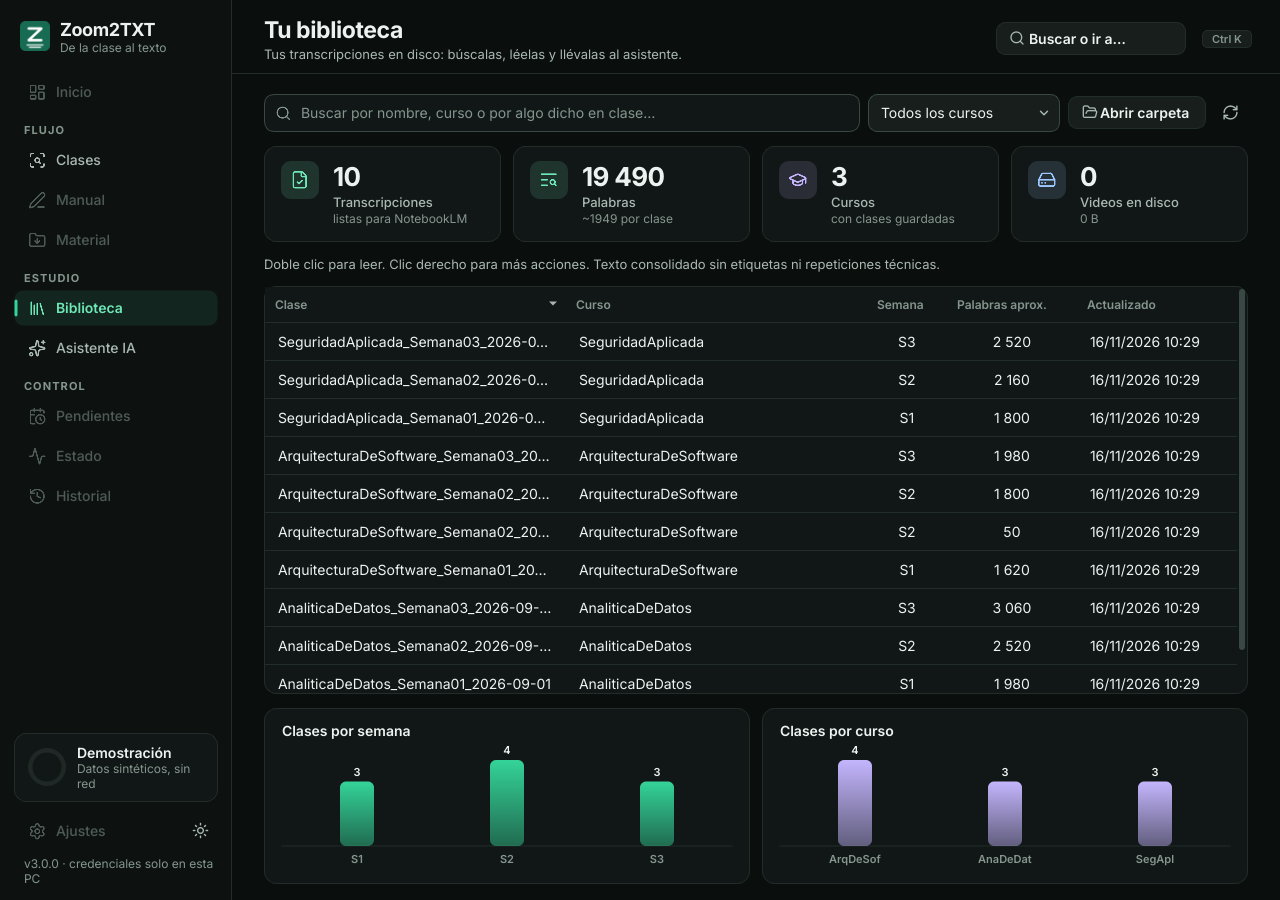 Zoom2TXT
De la clase al texto
Inicio
FLUJO
Clases
Manual
Material
ESTUDIO
Biblioteca
Asistente IA
CONTROL
Pendientes
Estado
Historial
Demostración
Datos sintéticos, sin
red
Ajustes
v3.0.0 · credenciales solo en esta
PC
Tu biblioteca
Tus transcripciones en disco: búscalas, léelas y llévalas al asistente.
Buscar o ir a...
Ctrl K
Buscar por nombre, curso o por algo dicho en clase...
Todos los cursos
Abrir carpeta
10
Transcripciones
listas para NotebookLM
19 490
Palabras
~1949 por clase
3
Cursos
con clases guardadas
0
Videos en disco
0 B
Doble clic para leer. Clic derecho para más acciones. Texto consolidado sin etiquetas ni repeticiones técnicas.
Clase Curso Semana Palabras aprox. Actualizado
SeguridadAplicada_Semana03_2026-0... SeguridadAplicada S3 2 520 16/11/2026 10:29
SeguridadAplicada_Semana02_2026-0... SeguridadAplicada S2 2 160 16/11/2026 10:29
SeguridadAplicada_Semana01_2026-0... SeguridadAplicada S1 1 800 16/11/2026 10:29
ArquitecturaDeSoftware_Semana03_20... ArquitecturaDeSoftware S3 1 980 16/11/2026 10:29
ArquitecturaDeSoftware_Semana02_20... ArquitecturaDeSoftware S2 1 800 16/11/2026 10:29
ArquitecturaDeSoftware_Semana02_20... ArquitecturaDeSoftware S2 50 16/11/2026 10:29
ArquitecturaDeSoftware_Semana01_20... ArquitecturaDeSoftware S1 1 620 16/11/2026 10:29
AnaliticaDeDatos_Semana03_2026-09-... AnaliticaDeDatos S3 3 060 16/11/2026 10:29
AnaliticaDeDatos_Semana02_2026-09-... AnaliticaDeDatos S2 2 520 16/11/2026 10:29
AnaliticaDeDatos_Semana01_2026-09-01 AnaliticaDeDatos S1 1 980 16/11/2026 10:29
Clases por semana
3 4 3
S1 S2 S3
Clases por curso
4 3 3
ArqDeSof AnaDeDat SegApl